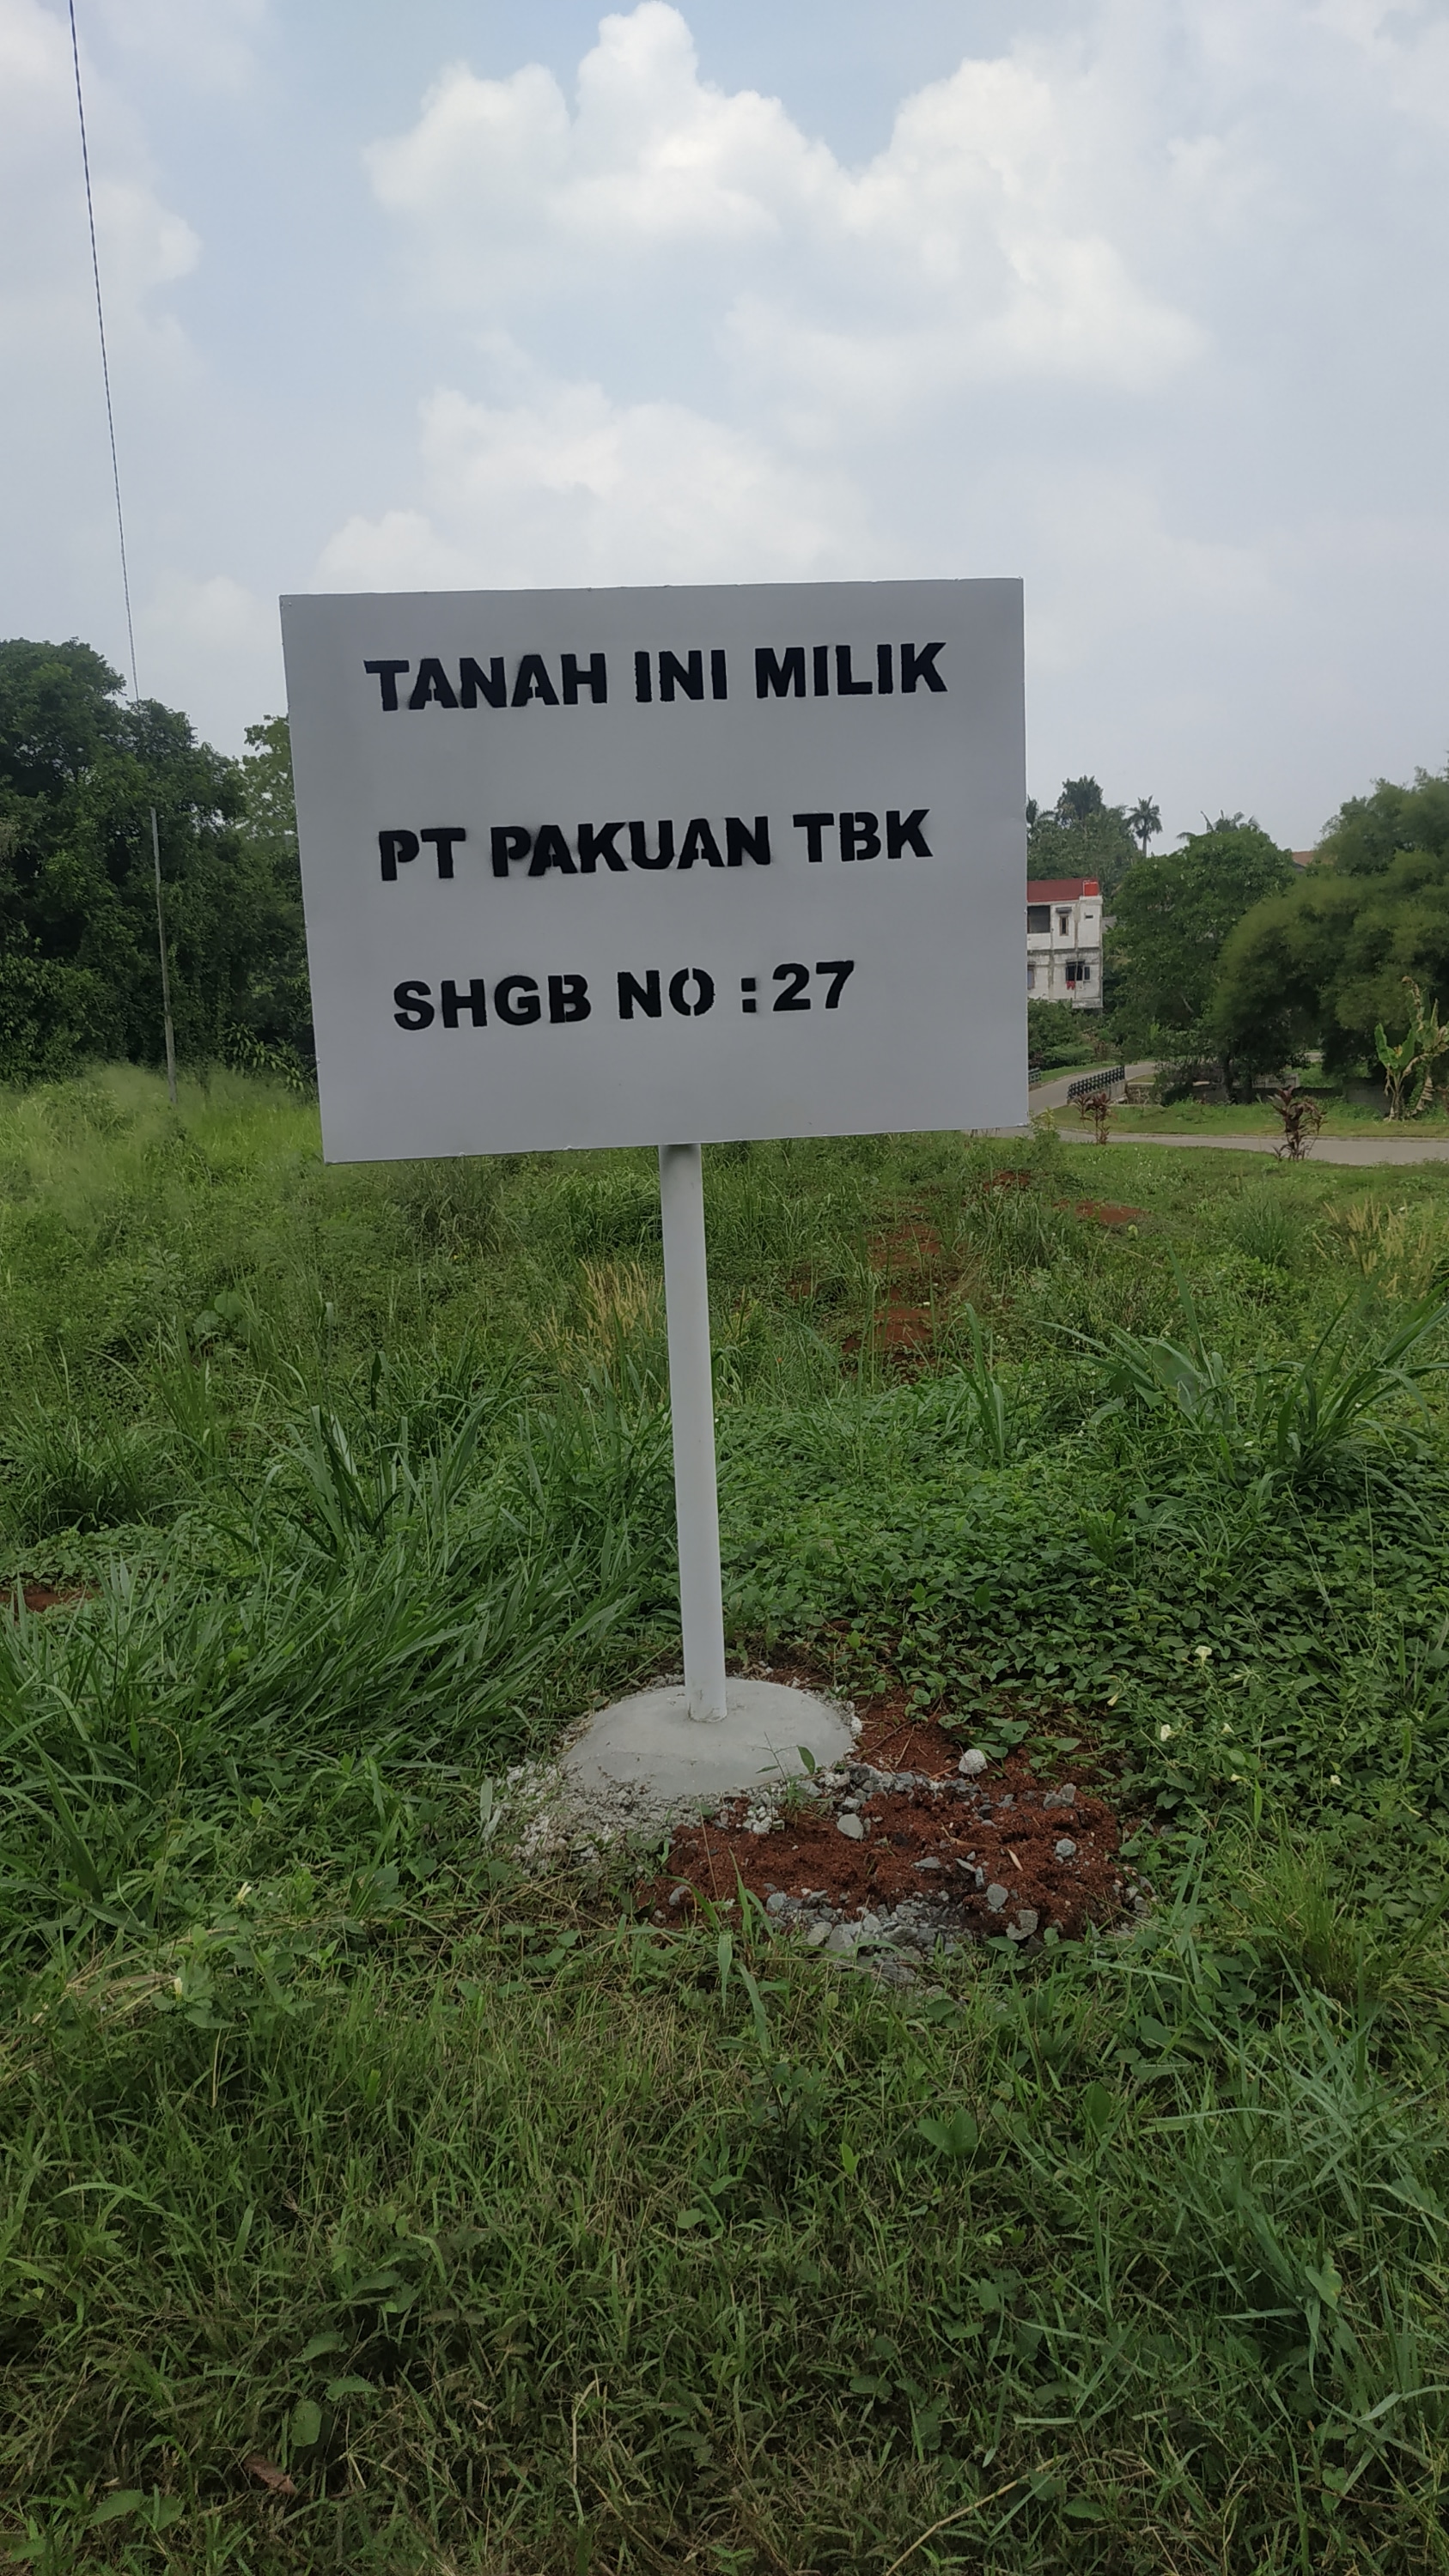 TANAH INI MILIK
PT PAKUAN TBK
SHGB NO : 27